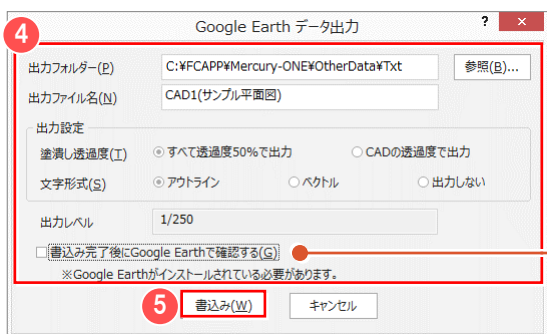 4
Google Earth データ出力 ? ×
出力フォルダー(P) C:¥FCAPP¥Mercury-ONE¥OtherData¥Txt 参照(B)...
出力ファイル名(N) CAD1(サンプル平面図)
出力設定
塗潰し透過度(T) すべて透過度50%で出力 CADの透過度で出力
文字形式(S) アウトライン ベクトル 出力しない
出力レベル 1/250
書込み完了後にGoogle Earthで確認する(G)
※Google Earthがインストールされている必要があります。
5 書込み(W) キャンセル